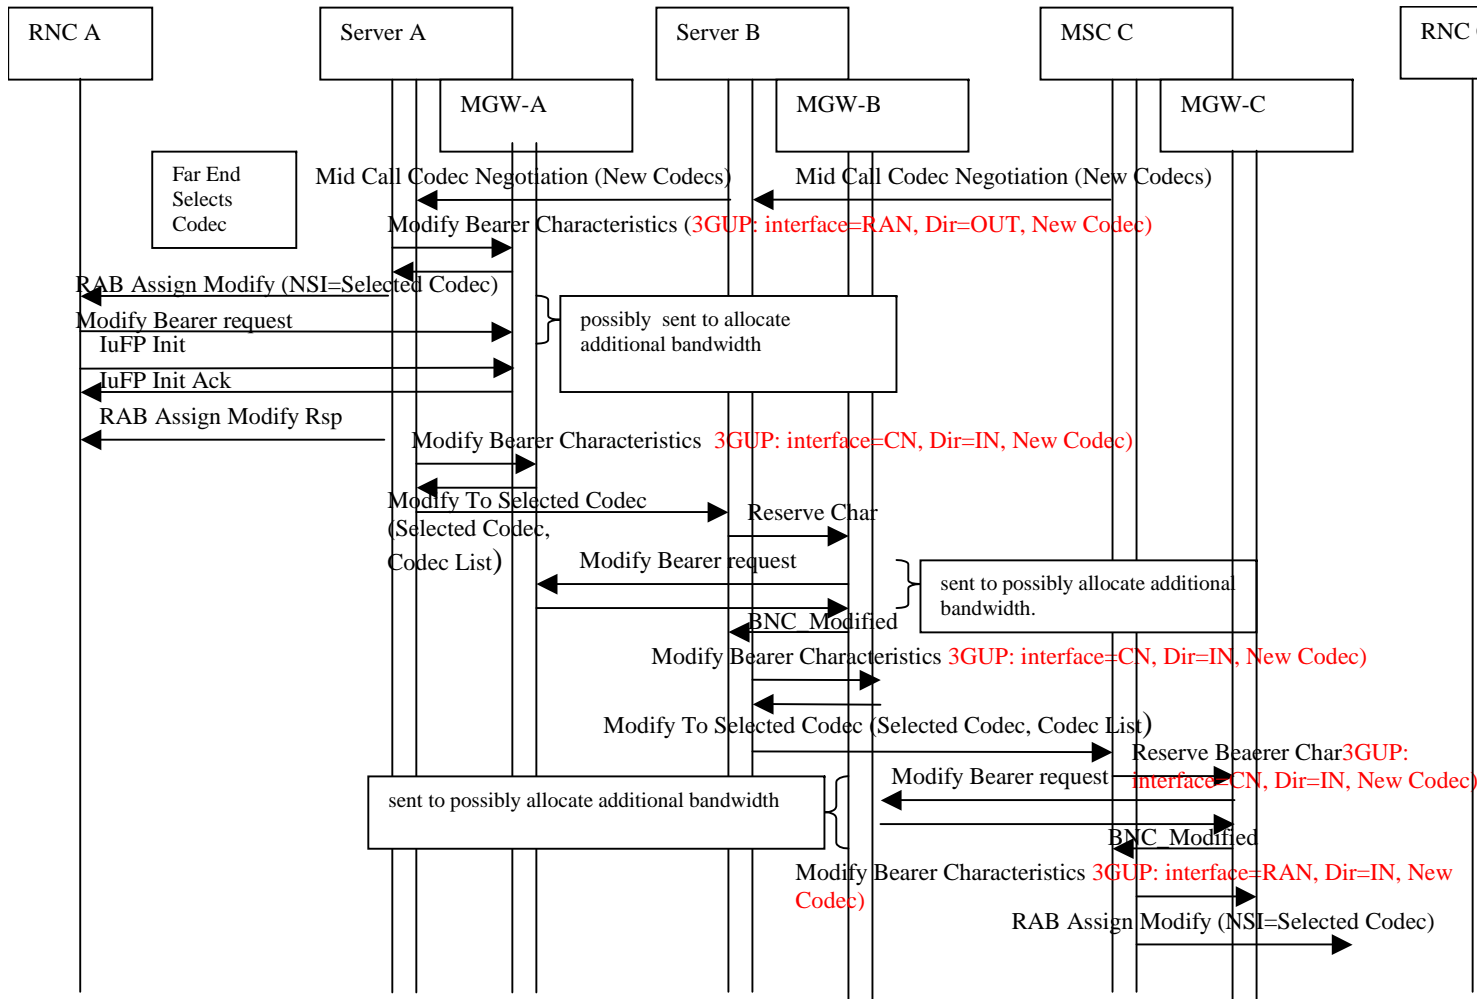 RNC A
Server A
Server B
MSC C
RNC
MGW-A
MGW-B
MGW-C
Far End
Selects
Codec
Mid Call Codec Negotiation (New Codecs)
Mid Call Codec Negotiation (New Codecs)
Modify Bearer Characteristics (3GUP: interface=RAN, Dir=OUT, New Codec)
RAB Assign Modify (NSI=Selected Codec)
Modify Bearer request
possibly sent to allocate
additional bandwidth
IuFP Init
IuFP Init Ack
RAB Assign Modify Rsp
Modify Bearer Characteristics 3GUP: interface=CN, Dir=IN, New Codec)
Modify To Selected Codec
(Selected Codec,
Codec List)
Reserve Char
Modify Bearer request
sent to possibly allocate additional
bandwidth.
BNC_Modified
Modify Bearer Characteristics 3GUP: interface=CN, Dir=IN, New Codec)
Modify To Selected Codec (Selected Codec, Codec List)
Reserve Beaerer Char3GUP:
interface=CN, Dir=IN, New Codec)
Modify Bearer request
sent to possibly allocate additional bandwidth
BNC_Modified
Modify Bearer Characteristics 3GUP: interface=RAN, Dir=IN, New
Codec)
RAB Assign Modify (NSI=Selected Codec)